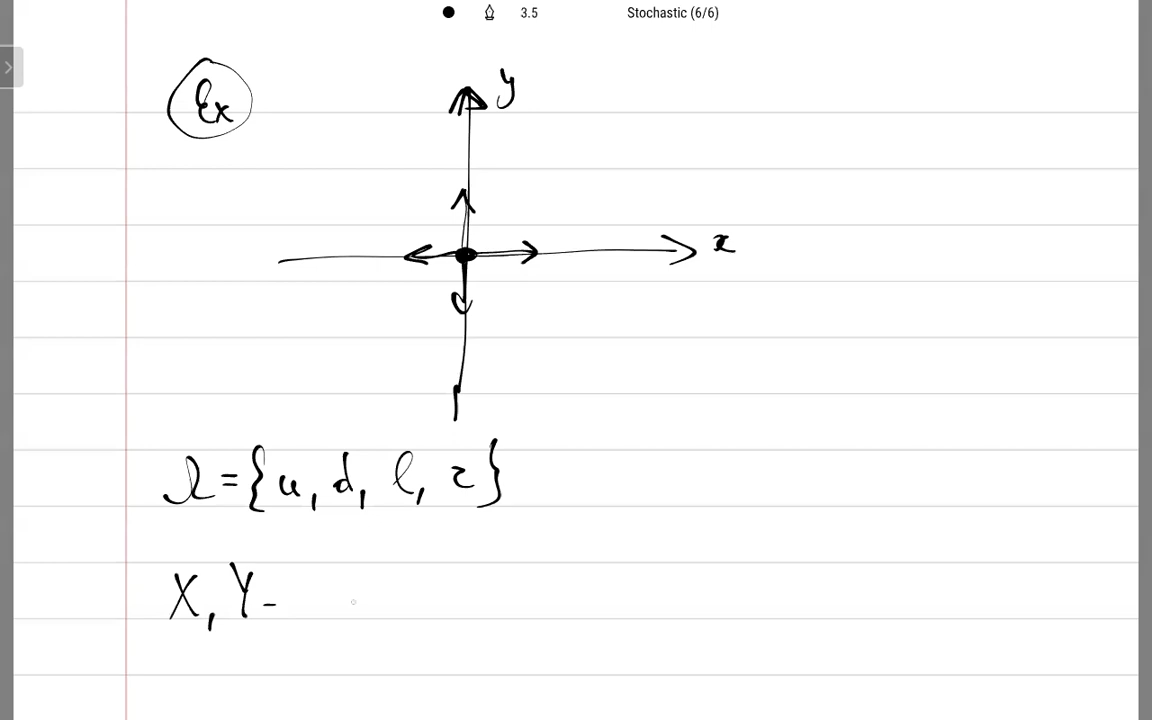 3.5 Stochastic (6/6)
Ex
y
x
Ω={u, d, l, r}
X, Y-